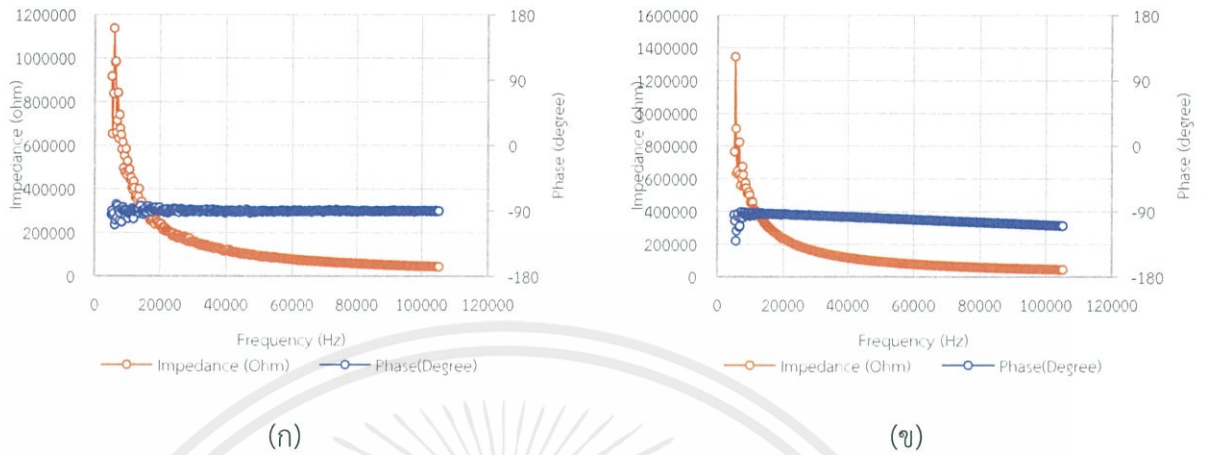 1200000
1000000
800000
600000
400000
200000
0
Impedance (ohm)
180
90
0
-90
-180
Phase (degree)
0 20000 40000 60000 80000 100000 120000
Frequency (Hz)
Impedance (Ohm) Phase(Degree)
(ก)
1600000
1400000
1200000
1000000
800000
600000
400000
200000
0
Impedance (ohm)
180
90
0
-90
-180
Phase (degree)
0 20000 40000 60000 80000 100000 120000
Frequency (Hz)
Impedance (Ohm) Phase(Degree)
(ข)